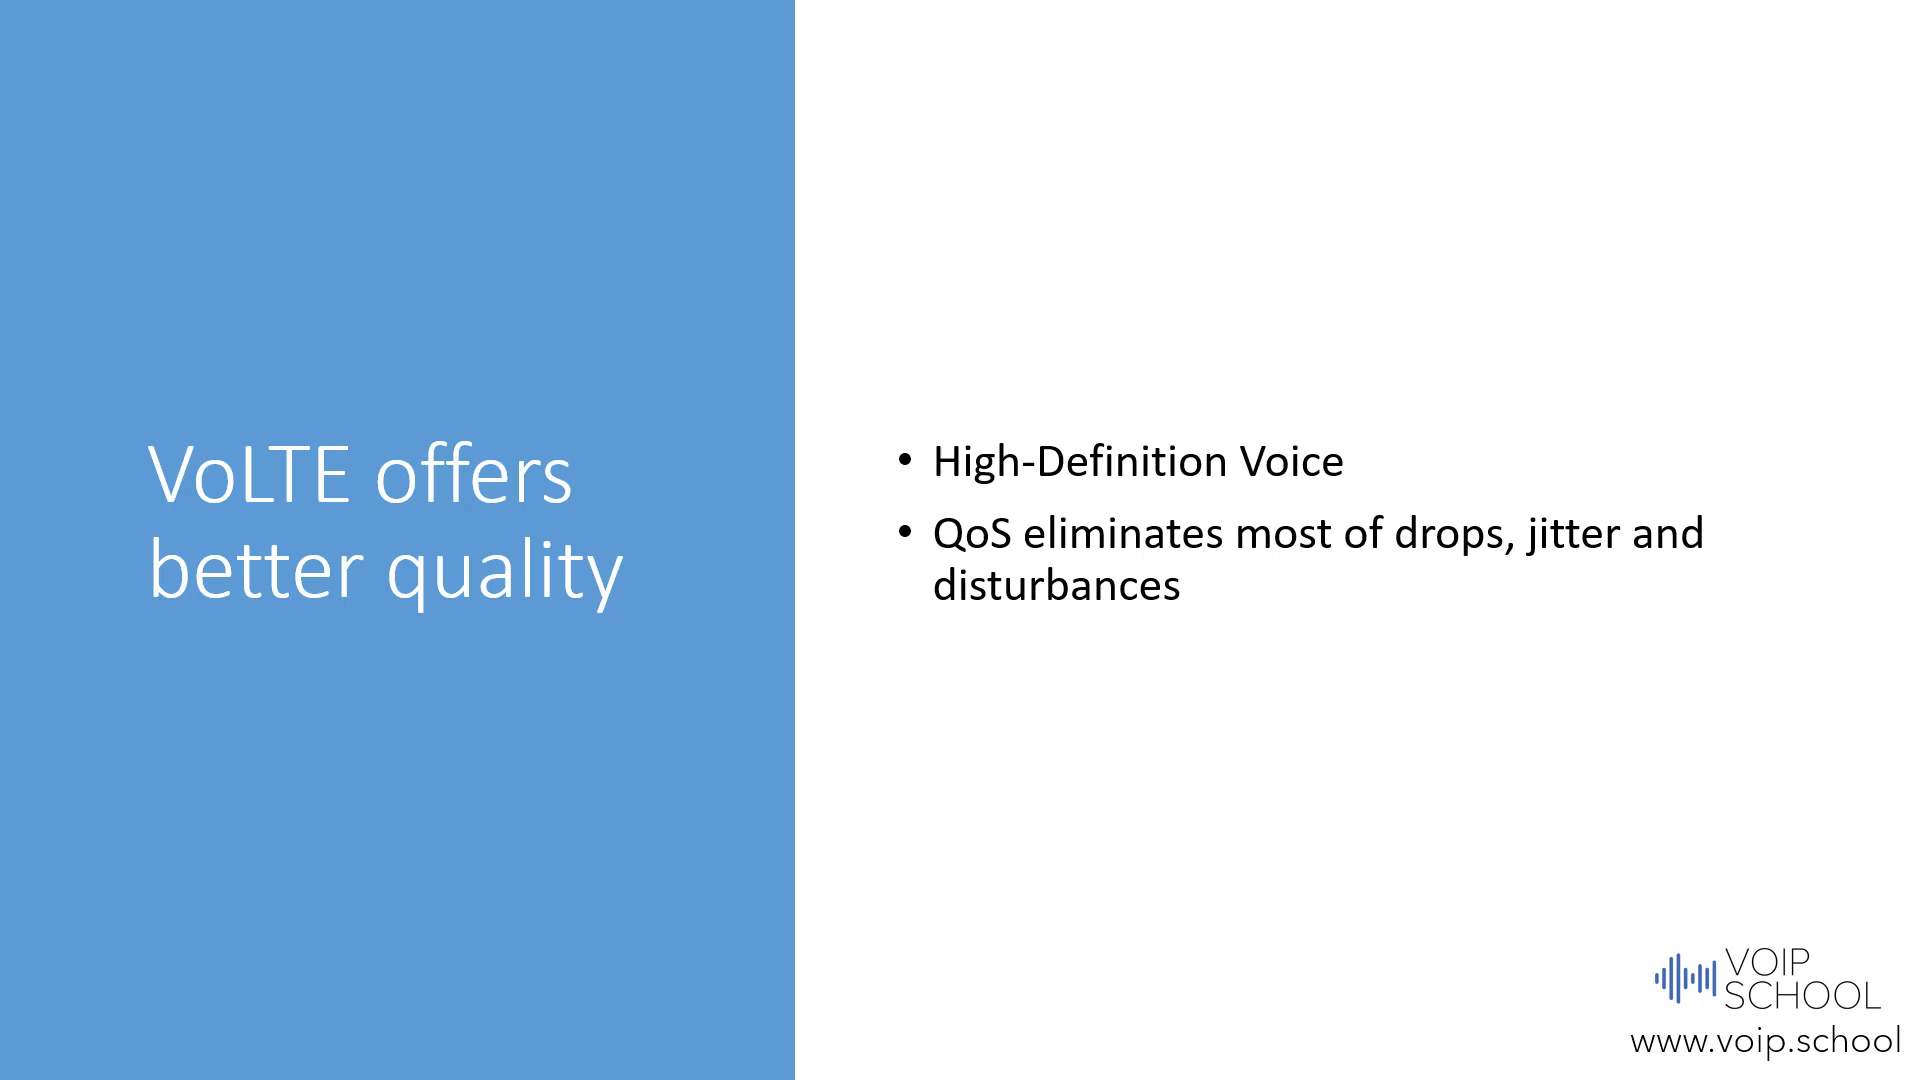 VoLTE offers
better quality
• High-Definition Voice
• QoS eliminates most of drops, jitter and
disturbances
VOIP
SCHOOL
www.voip.school